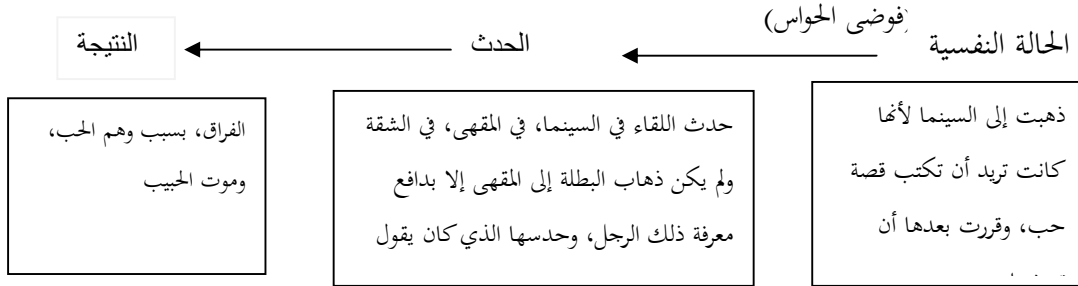 (فوضى الحواس)
الحالة النفسية
الحدث
النتيجة
ذهبت إلى السينما لأنها
كانت تريد أن تكتب قصة
حب، وقررت بعدها أن
حدث اللقاء في السينما، في المقهى، في الشقة
ولم يكن ذهاب البطلة إلى المقهى إلا بدافع
معرفة ذلك الرجل، وحدسها الذي كان يقول
الفراق، بسبب وهم الحب،
وموت الحبيب